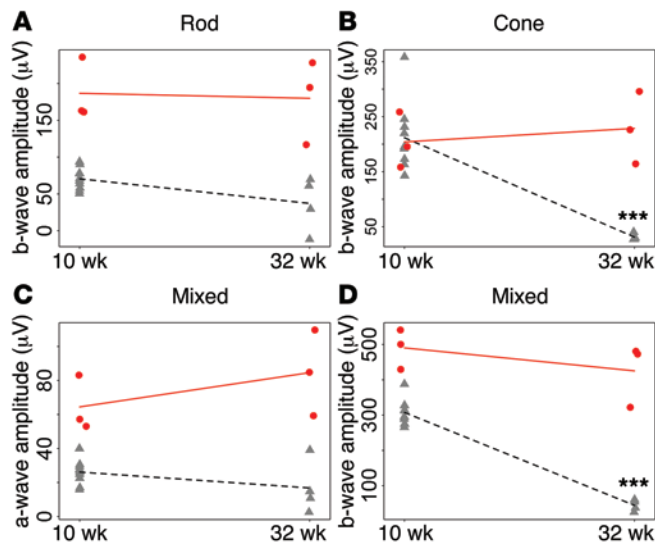 A Rod
b-wave amplitude (μV)
150
50
0
10 wk 32 wk
B Cone
b-wave amplitude (μV)
350
250
150
50
***
10 wk 32 wk
C Mixed
a-wave amplitude (μV)
80
40
0
10 wk 32 wk
D Mixed
b-wave amplitude (μV)
500
300
100
***
10 wk 32 wk